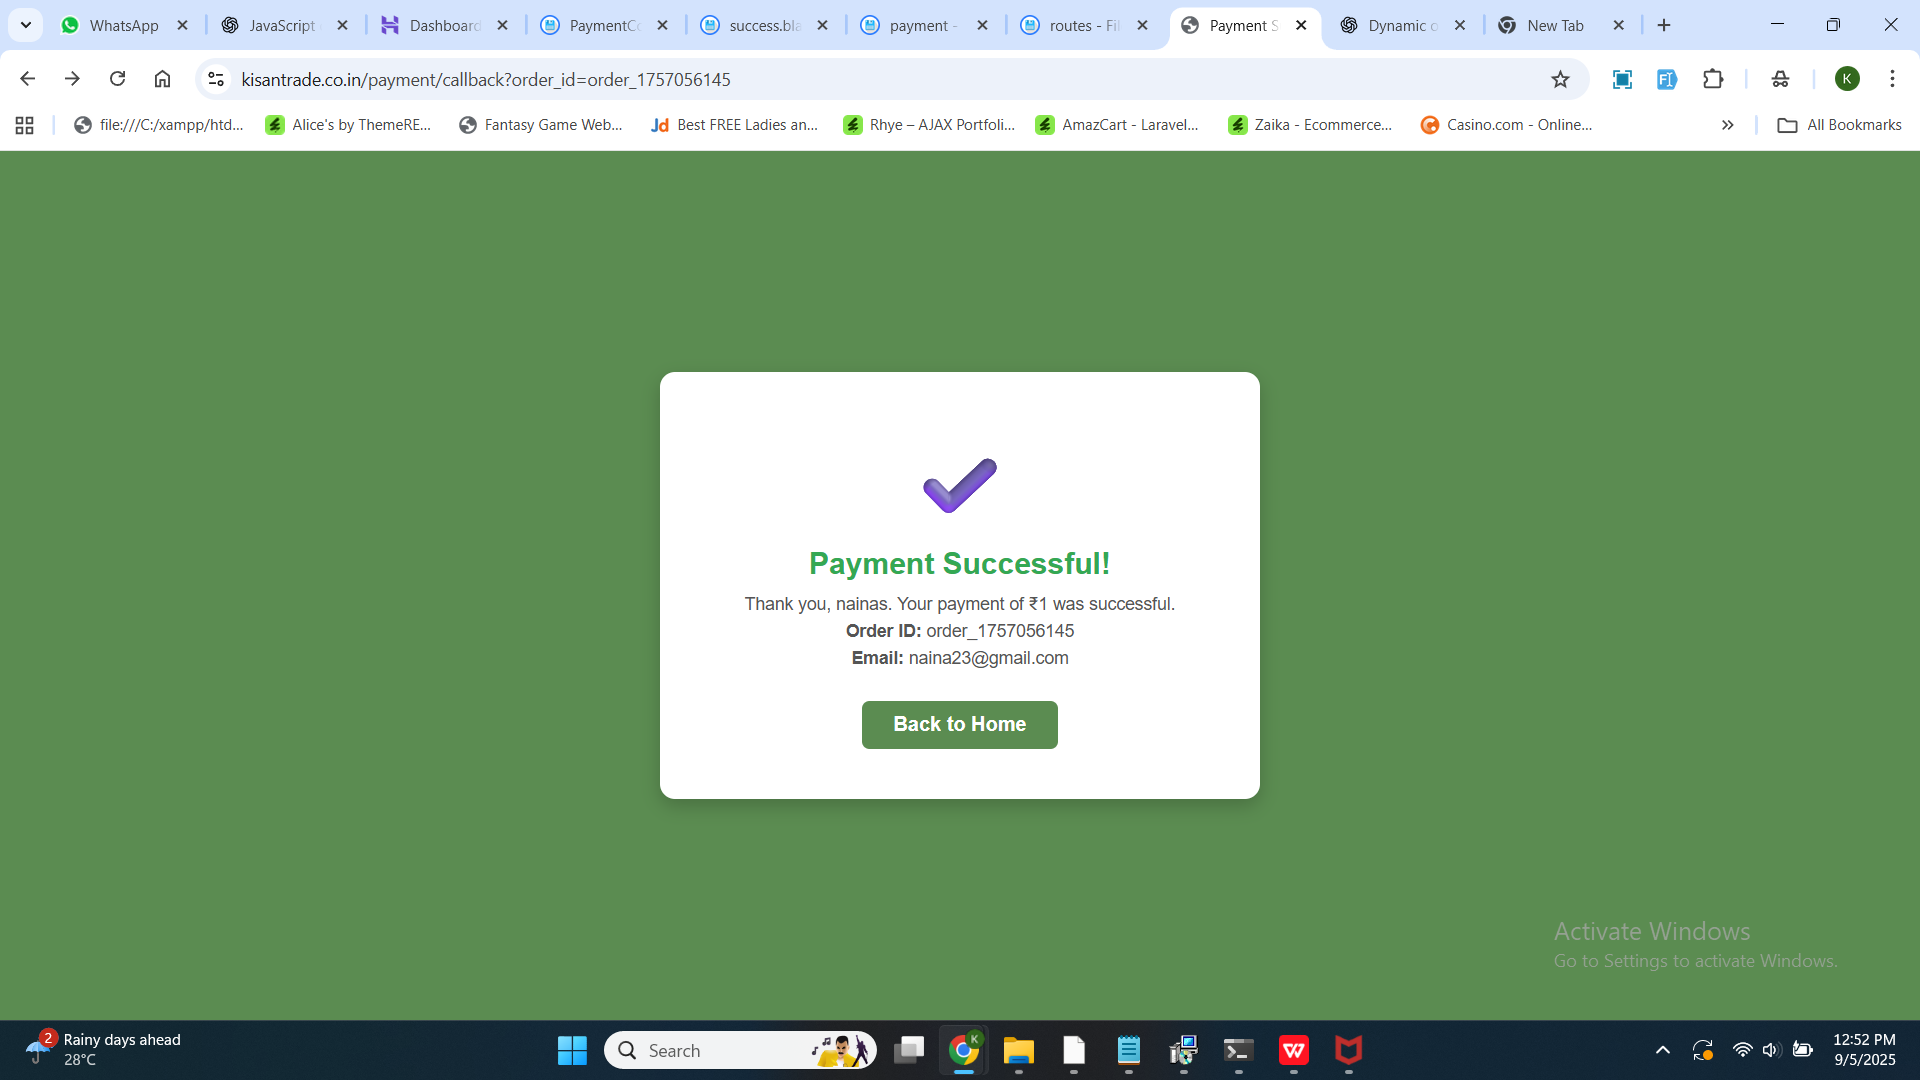 WhatsApp
JavaScript
Dashboard
PaymentCo
success.bla
payment -
routes - Fil
Payment S
Dynamic o
New Tab
kisantrade.co.in/payment/callback?order_id=order_1757056145
K
file:///C:/xampp/htd...
Alice's by ThemeRE...
Fantasy Game Web...
Jd Best FREE Ladies an...
Rhye – AJAX Portfoli...
AmazCart - Laravel...
Zaika - Ecommerce...
Casino.com - Online...
All Bookmarks
Payment Successful!
Thank you, nainas. Your payment of ₹1 was successful.
Order ID: order_1757056145
Email: naina23@gmail.com
Back to Home
Activate Windows
Go to Settings to activate Windows.
2
Rainy days ahead
28°C
Search
K
12:52 PM
9/5/2025